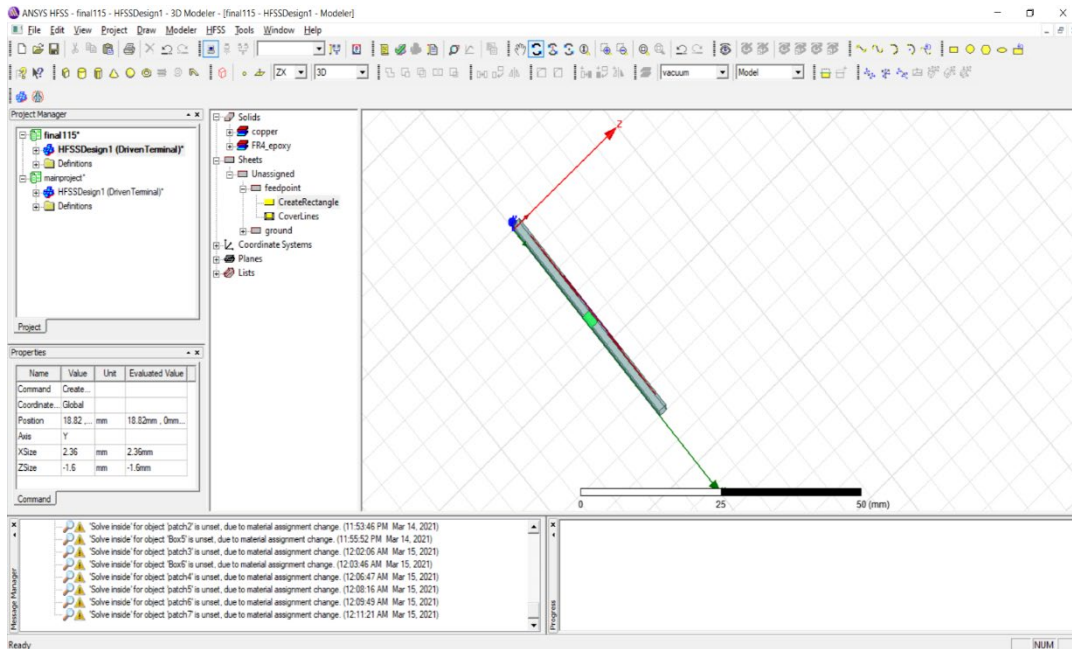 ANSYS HFSS - final115 - HFSSDesign1 - 3D Modeler - [final115 - HFSSDesign1 - Modeler]
File Edit View Project Draw Modeler HFSS Tools Window Help
ZX 3D vacuum Model
Project Manager
final115*
HFSSDesign1 (DrivenTerminal)*
Definitions
mainproject*
HFSSDesign1 (DrivenTerminal)*
Definitions
Project
Properties
Name Value Unit Evaluated Value
Command Create...
Coordinate... Global
Position 18.82 ,... mm 18.82mm , 0mm...
Axis Y
XSize 2.36 mm 2.36mm
ZSize -1.6 mm -1.6mm
Command
Solids
copper
FR4_epoxy
Sheets
Unassigned
feedpoint
CreateRectangle
CoverLines
ground
Coordinate Systems
Planes
Lists
Z
0 25 50 (mm)
Message Manager
'Solve inside' for object 'patch2' is unset, due to material assignment change. (11:53:46 PM Mar 14, 2021)
'Solve inside' for object 'Box5' is unset, due to material assignment change. (11:55:52 PM Mar 14, 2021)
'Solve inside' for object 'patch3' is unset, due to material assignment change. (12:02:06 AM Mar 15, 2021)
'Solve inside' for object 'Box6' is unset, due to material assignment change. (12:03:46 AM Mar 15, 2021)
'Solve inside' for object 'patch4' is unset, due to material assignment change. (12:06:47 AM Mar 15, 2021)
'Solve inside' for object 'patch5' is unset, due to material assignment change. (12:08:16 AM Mar 15, 2021)
'Solve inside' for object 'patch6' is unset, due to material assignment change. (12:09:49 AM Mar 15, 2021)
'Solve inside' for object 'patch7' is unset, due to material assignment change. (12:11:21 AM Mar 15, 2021)
Progress
Ready
NUM